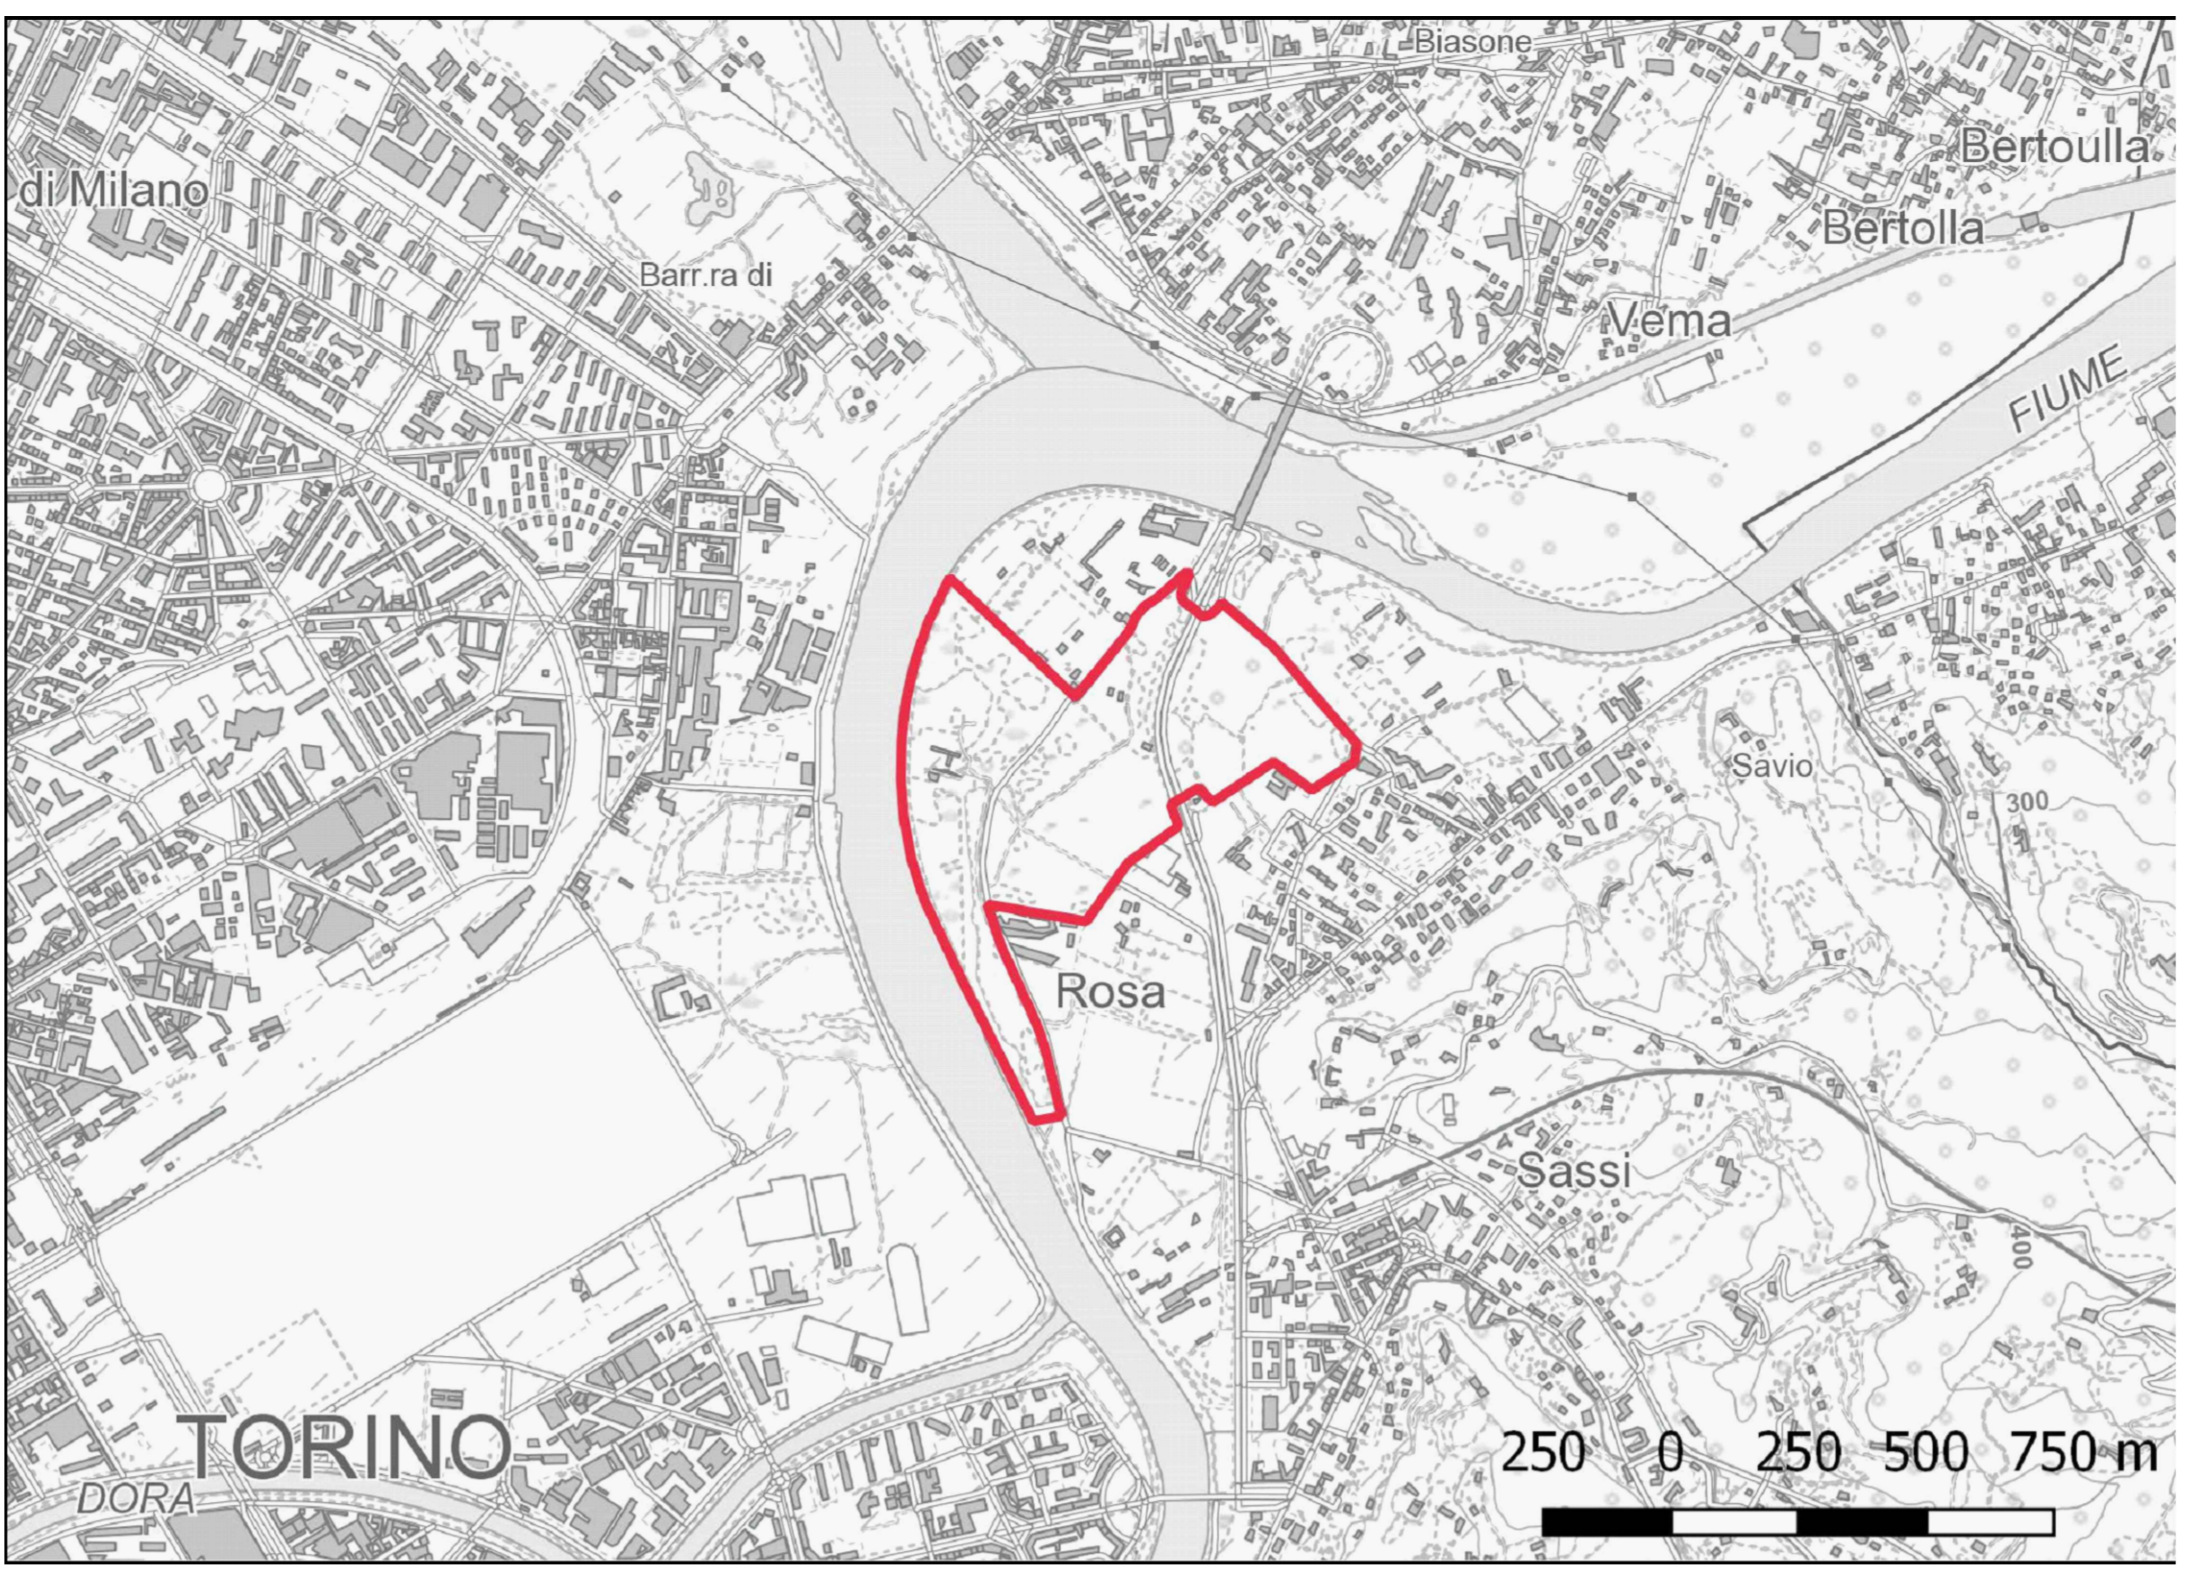 Biasone
Bertoulla
di Milano
Bertolla
Barr.ra di
Vema
FIUME
Savio
300
Rosa
Sassi
400
TORINO
DORA
250 0 250 500 750 m